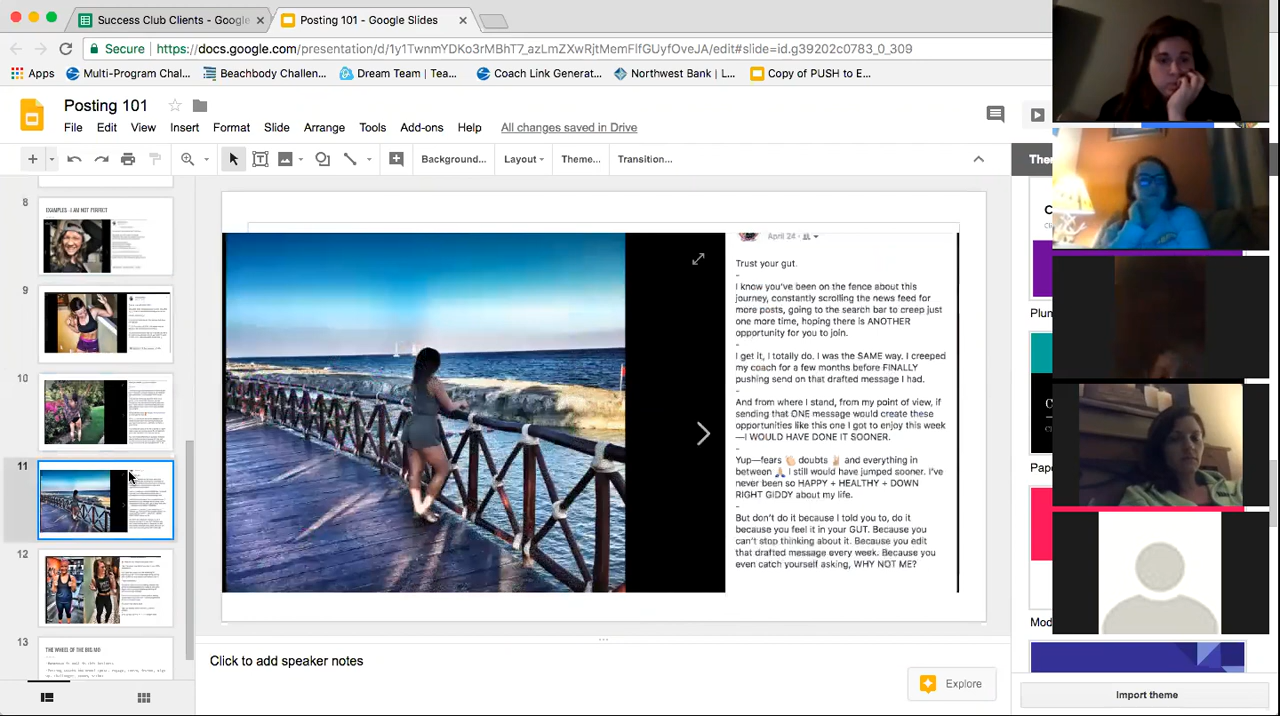 Success Club Clients - Google
Posting 101 - Google Slides
Secure
https://docs.google.com/presentation/d/1y1TwnmYDKo3rMBhT7_azLmZXwRjtMemFlfGUyfOveJA/edit#slide=id.g39202c0783_0_309
Apps
Multi-Program Chal...
Beachbody Challen...
Dream Team | Tea...
Coach Link Generat...
Northwest Bank | L...
Copy of PUSH to E...
Posting 101
File Edit View Insert Format Slide Arrange Tools Add-ons Help
All changes saved in Drive
Background...
Layout
Theme...
Transition...
8
EXAMPLES - I AM NOT PERFECT
9
10
11
12
13
THE WHEEL OF THE BIG MO
April 24
Trust your gut.
-
I know you've been on the fence about this
journey, constantly scrolling the news feed for
more posts, going to the search bar to creep just
one more time, hoping there is ANOTHER
opportunity for you to join.
-
I get it, I totally do. I was the SAME way. I creeped
my coach for a few months before FINALLY
pushing send on that drafted message I had.
-
And from where I stand, from my point of view, if
sending that ONE message would create these
opportunities like this one I got to enjoy this week
—I WOULD HAVE DONE IT SOONER.
-
Yup—fears 👋🏻 doubts ✌🏻 and everything in
between 🙏🏻 I still would have jumped sooner. I've
never been so HAPPY + HEALTHY + DOWN
RIGHT GIDDY about my life.
-
But don't do it because I told you to, do it
because you feel it in your GUT. Because you
can't stop thinking about it. Because you edit
that drafted message every week. Because you
even catch yourself asking, WHY NOT ME?
Click to add speaker notes
Explore
Import theme